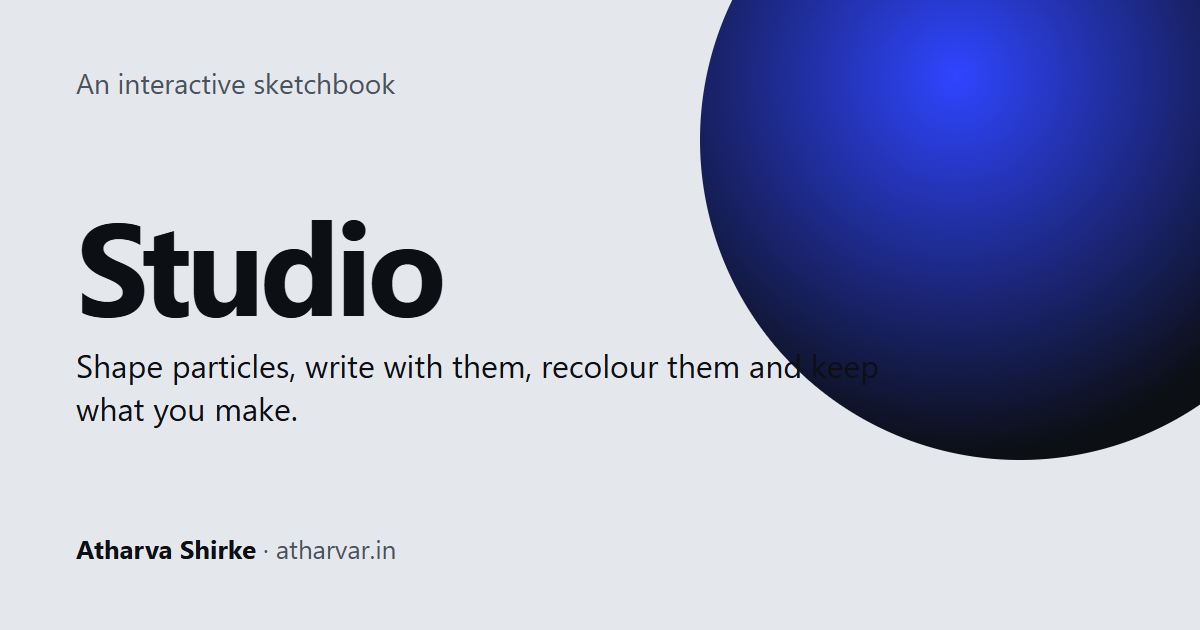 An interactive sketchbook
Studio
Shape particles, write with them, recolour them and keep
what you make.
Atharva Shirke · atharvar.in